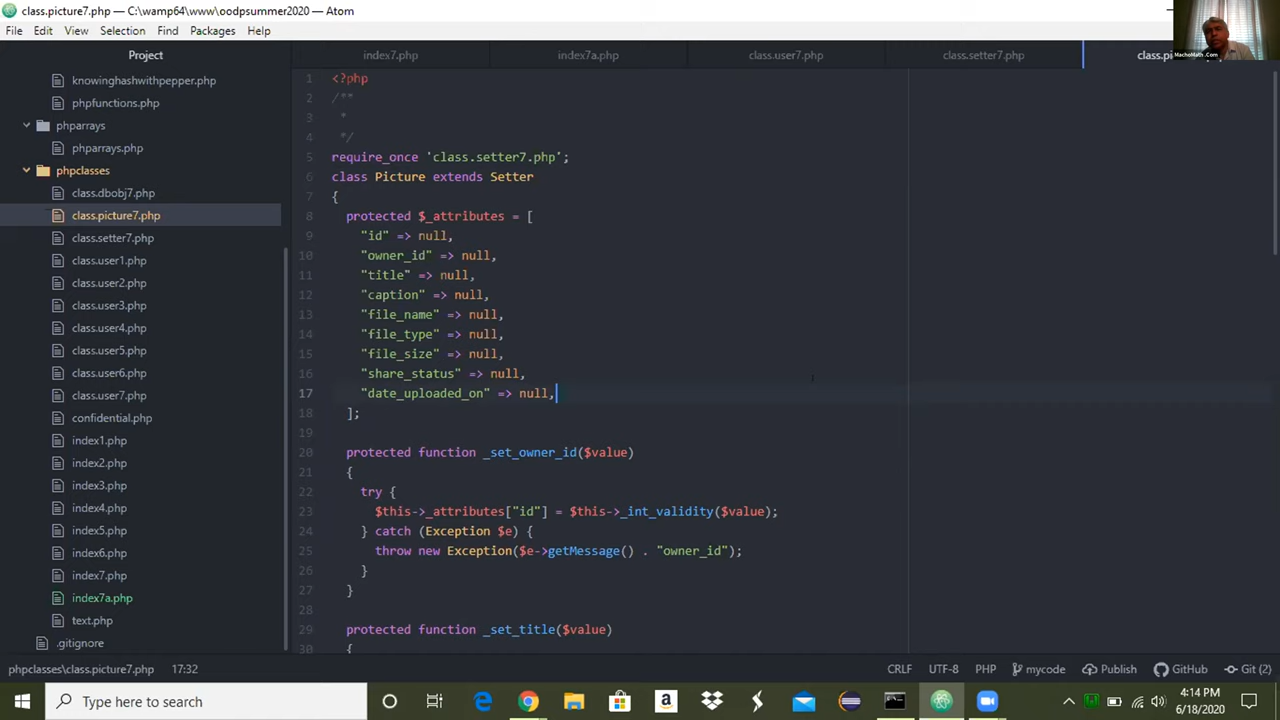 class.picture7.php — C:\wamp64\www\oodpsummer2020 — Atom
File Edit View Selection Find Packages Help
MachoMath.Com
Project
index7.php
index7a.php
class.user7.php
class.setter7.php
knowinghashwithpepper.php
phpfunctions.php
phparrays
phparrays.php
phpclasses
class.dbobj7.php
class.picture7.php
class.setter7.php
class.user1.php
class.user2.php
class.user3.php
class.user4.php
class.user5.php
class.user6.php
class.user7.php
confidential.php
index1.php
index2.php
index3.php
index4.php
index5.php
index6.php
index7.php
index7a.php
text.php
.gitignore
1 <?php
2 /**
3 *
4 */
5 require_once 'class.setter7.php';
6 class Picture extends Setter
7 {
8 protected $_attributes = [
9 "id" => null,
10 "owner_id" => null,
11 "title" => null,
12 "caption" => null,
13 "file_name" => null,
14 "file_type" => null,
15 "file_size" => null,
16 "share_status" => null,
17 "date_uploaded_on" => null,
18 ];
19
20 protected function _set_owner_id($value)
21 {
22 try {
23 $this->_attributes["id"] = $this->_int_validity($value);
24 } catch (Exception $e) {
25 throw new Exception($e->getMessage() . "owner_id");
26 }
27 }
28
29 protected function _set_title($value)
30 {
phpclasses\class.picture7.php 17:32
CRLF UTF-8 PHP mycode Publish GitHub Git (2)
Type here to search
4:14 PM
6/18/2020